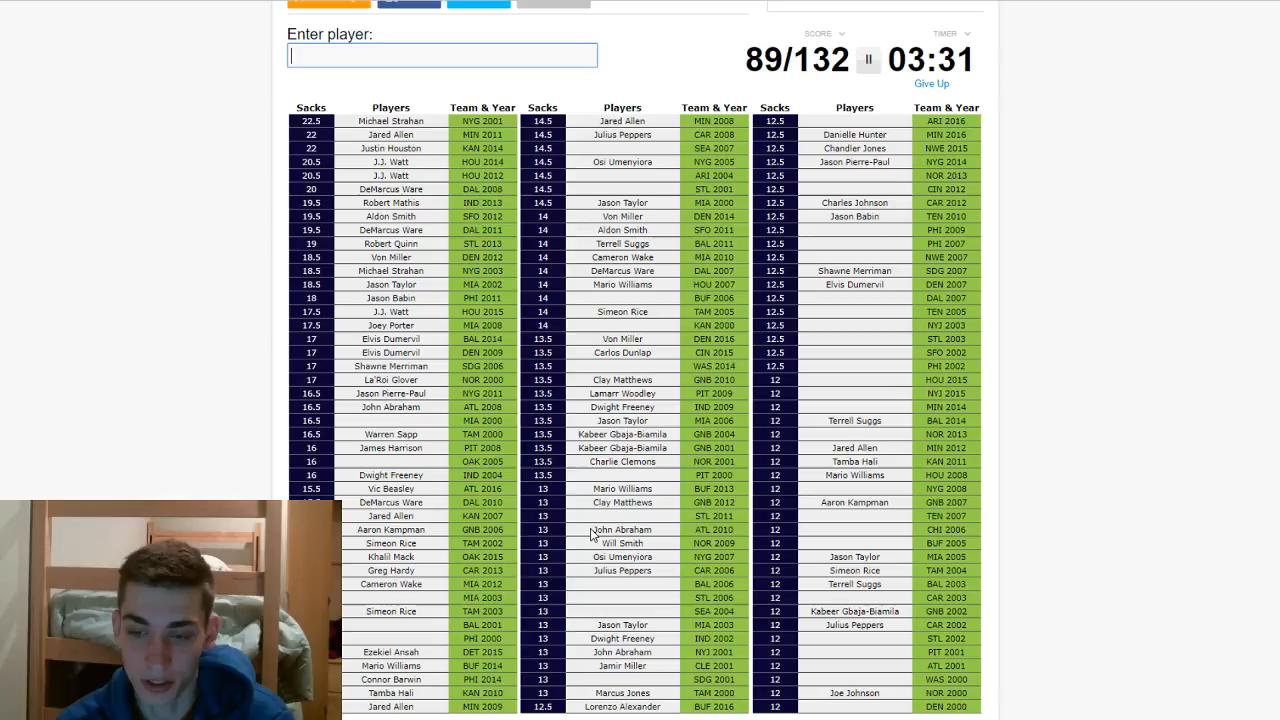 Enter player:
SCORE TIMER
89/132 03:31
Give Up
Sacks Players Team & Year Sacks Players Team & Year Sacks Players Team & Year
22.5 Michael Strahan NYG 2001 14.5 Jared Allen MIN 2008 12.5 ARI 2016
22 Jared Allen MIN 2011 14.5 Julius Peppers CAR 2008 12.5 Danielle Hunter MIN 2016
22 Justin Houston KAN 2014 14.5 SEA 2007 12.5 Chandler Jones NWE 2015
20.5 J.J. Watt HOU 2014 14.5 Osi Umenyiora NYG 2005 12.5 Jason Pierre-Paul NYG 2014
20.5 J.J. Watt HOU 2012 14.5 ARI 2004 12.5 NOR 2013
20 DeMarcus Ware DAL 2008 14.5 STL 2001 12.5 CIN 2012
19.5 Robert Mathis IND 2013 14.5 Jason Taylor MIA 2000 12.5 Charles Johnson CAR 2012
19.5 Aldon Smith SFO 2012 14 Von Miller DEN 2014 12.5 Jason Babin TEN 2010
19.5 DeMarcus Ware DAL 2011 14 Aldon Smith SFO 2011 12.5 PHI 2009
19 Robert Quinn STL 2013 14 Terrell Suggs BAL 2011 12.5 PHI 2007
18.5 Von Miller DEN 2012 14 Cameron Wake MIA 2010 12.5 NWE 2007
18.5 Michael Strahan NYG 2003 14 DeMarcus Ware DAL 2007 12.5 Shawne Merriman SDG 2007
18.5 Jason Taylor MIA 2002 14 Mario Williams HOU 2007 12.5 Elvis Dumervil DEN 2007
18 Jason Babin PHI 2011 14 BUF 2006 12.5 DAL 2007
17.5 J.J. Watt HOU 2015 14 Simeon Rice TAM 2005 12.5 TEN 2005
17.5 Joey Porter MIA 2008 14 KAN 2000 12.5 NYJ 2003
17 Elvis Dumervil BAL 2014 13.5 Von Miller DEN 2016 12.5 STL 2003
17 Elvis Dumervil DEN 2009 13.5 Carlos Dunlap CIN 2015 12.5 SFO 2002
17 Shawne Merriman SDG 2006 13.5 WAS 2014 12.5 PHI 2002
17 La'Roi Glover NOR 2000 13.5 Clay Matthews GNB 2010 12 HOU 2015
16.5 Jason Pierre-Paul NYG 2011 13.5 Lamarr Woodley PIT 2009 12 NYJ 2015
16.5 John Abraham ATL 2008 13.5 Dwight Freeney IND 2009 12 MIN 2014
16.5 MIA 2000 13.5 Jason Taylor MIA 2006 12 Terrell Suggs BAL 2014
16.5 Warren Sapp TAM 2000 13.5 Kabeer Gbaja-Biamila GNB 2004 12 NOR 2013
16 James Harrison PIT 2008 13.5 Kabeer Gbaja-Biamila GNB 2001 12 Jared Allen MIN 2012
16 OAK 2005 13.5 Charlie Clemons NOR 2001 12 Tamba Hali KAN 2011
16 Dwight Freeney IND 2004 13.5 PIT 2000 12 Mario Williams HOU 2008
15.5 Vic Beasley ATL 2016 13 Mario Williams BUF 2013 12 NYG 2008
DeMarcus Ware DAL 2010 13 Clay Matthews GNB 2012 12 Aaron Kampman GNB 2007
Jared Allen KAN 2007 13 STL 2011 12 TEN 2007
Aaron Kampman GNB 2006 13 John Abraham ATL 2010 12 CHI 2006
Simeon Rice TAM 2002 13 Will Smith NOR 2009 12 BUF 2005
Khalil Mack OAK 2015 13 Osi Umenyiora NYG 2007 12 Jason Taylor MIA 2005
Greg Hardy CAR 2013 13 Julius Peppers CAR 2006 12 Simeon Rice TAM 2004
Cameron Wake MIA 2012 13 BAL 2006 12 Terrell Suggs BAL 2003
MIA 2003 13 STL 2006 12 CAR 2003
Simeon Rice TAM 2003 13 SEA 2004 12 Kabeer Gbaja-Biamila GNB 2002
BAL 2001 13 Jason Taylor MIA 2003 12 Julius Peppers CAR 2002
PHI 2000 13 Dwight Freeney IND 2002 12 STL 2002
Ezekiel Ansah DET 2015 13 John Abraham NYJ 2001 12 PIT 2001
Mario Williams BUF 2014 13 Jamir Miller CLE 2001 12 ATL 2001
Connor Barwin PHI 2014 13 SDG 2001 12 WAS 2000
Tamba Hali KAN 2010 13 Marcus Jones TAM 2000 12 Joe Johnson NOR 2000
Jared Allen MIN 2009 12.5 Lorenzo Alexander BUF 2016 12 DEN 2000